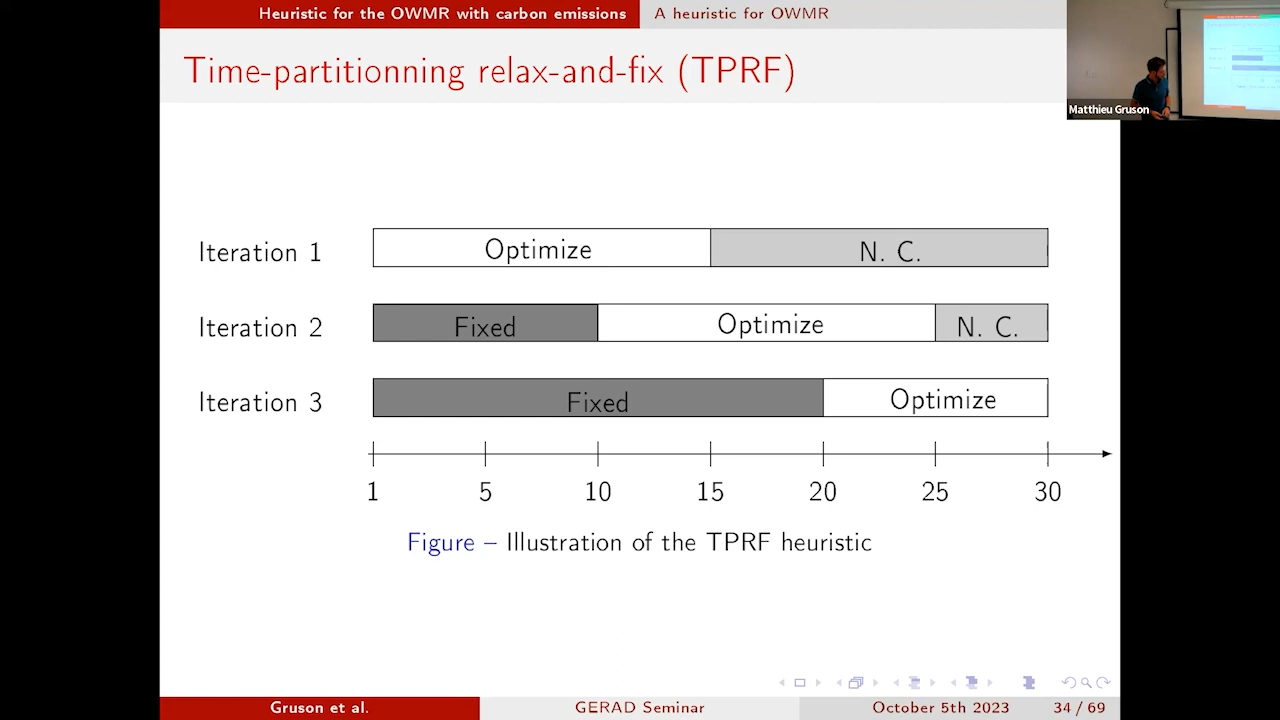 Heuristic for the OWMR with carbon emissions A heuristic for OWMR
Time-partitionning relax-and-fix (TPRF)
Matthieu Gruson
Iteration 1 Optimize N. C.
Iteration 2 Fixed Optimize N. C.
Iteration 3 Fixed Optimize
1 5 10 15 20 25 30
Figure – Illustration of the TPRF heuristic
Gruson et al. GERAD Seminar October 5th 2023 34 / 69